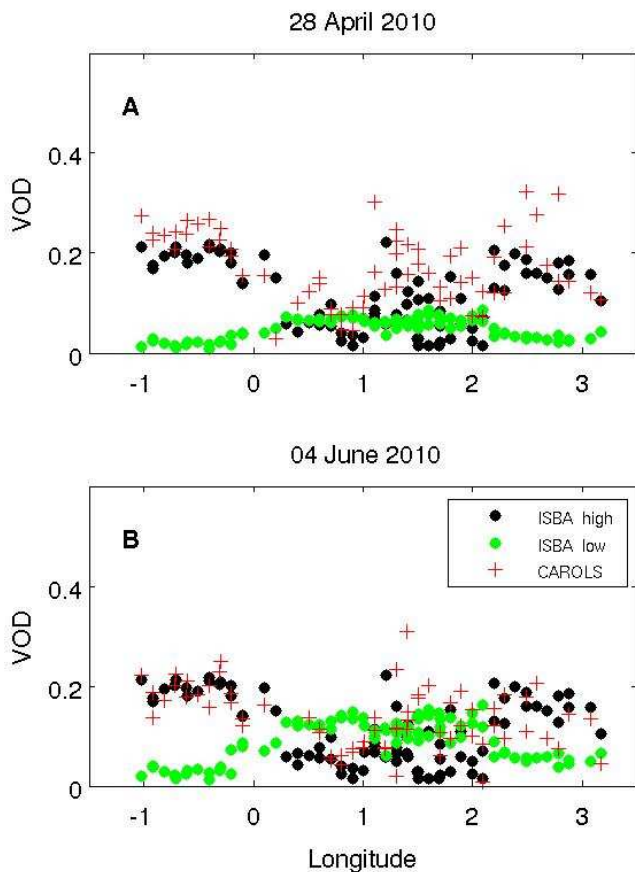 28 April 2010
A
VOD
0.4
0.2
0
-1 0 1 2 3
04 June 2010
B
ISBA high
ISBA low
CAROLS
VOD
0.4
0.2
0
-1 0 1 2 3
Longitude